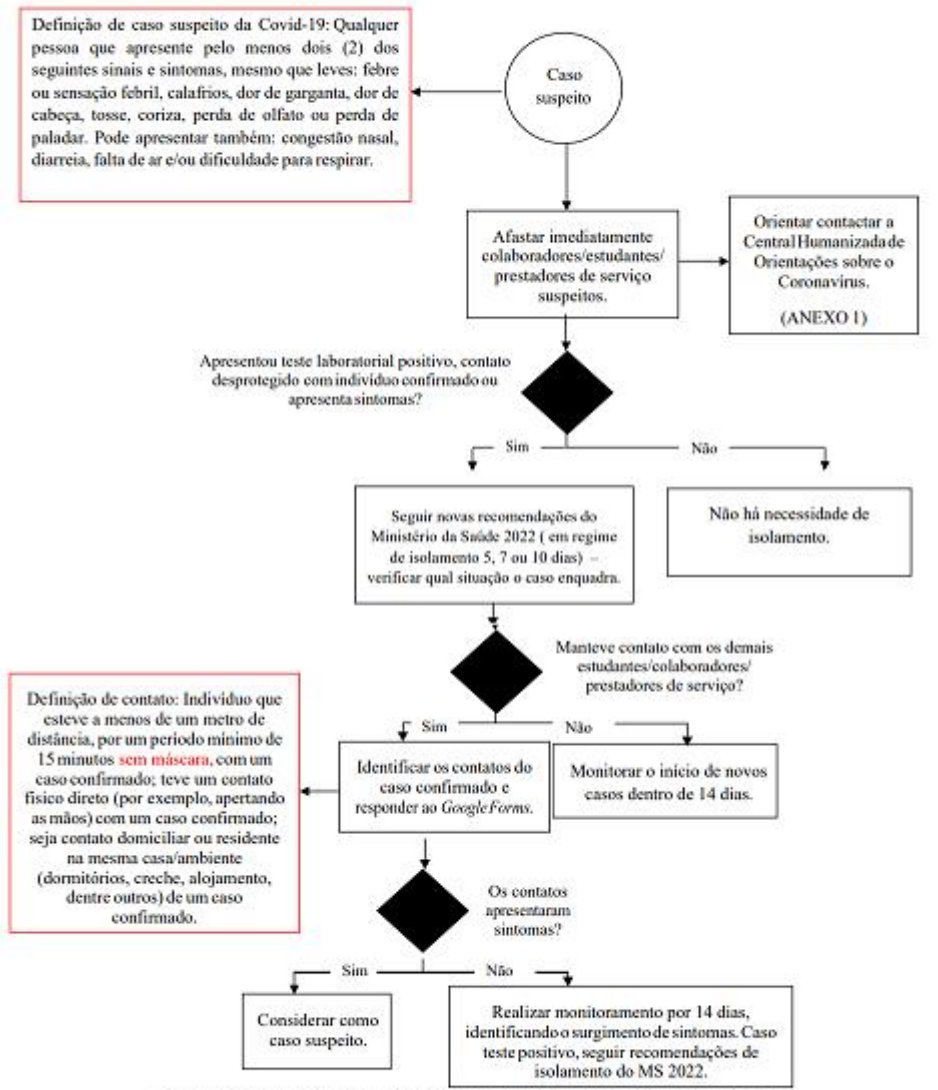 Definição de caso suspeito da Covid-19: Qualquer
pessoa que apresente pelo menos dois (2) dos
seguintes sinais e sintomas, mesmo que leves: febre
ou sensação febril, calafrios, dor de garganta, dor de
cabeça, tosse, coriza, perda de olfato ou perda de
paladar. Pode apresentar também: congestão nasal,
diarreia, falta de ar e/ou dificuldade para respirar.
Caso
suspeito
Afastar imediatamente
colaboradores/estudantes/
prestadores de serviço
suspeitos.
Orientar contactar a
Central Humanizada de
Orientações sobre o
Coronavírus.
(ANEXO 1)
Apresentou teste laboratorial positivo, contato
desprotegido com indivíduo confirmado ou
apresenta sintomas?
Sim
Não
Seguir novas recomendações do
Ministério da Saúde 2022 ( em regime
de isolamento 5, 7 ou 10 dias) –
verificar qual situação o caso enquadra.
Não há necessidade de
isolamento.
Manteve contato com os demais
estudantes/colaboradores/
prestadores de serviço?
Sim
Não
Definição de contato: Indivíduo que
esteve a menos de um metro de
distância, por um período mínimo de
15 minutos sem máscara, com um
caso confirmado; teve um contato
físico direto (por exemplo, apertando
as mãos) com um caso confirmado;
seja contato domiciliar ou residente
na mesma casa/ambiente
(dormitórios, creche, alojamento,
dentre outros) de um caso
confirmado.
Identificar os contatos do
caso confirmado e
responder ao Google Forms.
Monitorar o início de novos
casos dentro de 14 dias.
Os contatos
apresentaram
sintomas?
Sim
Não
Considerar como
caso suspeito.
Realizar monitoramento por 14 dias,
identificando o surgimento de sintomas. Caso
teste positivo, seguir recomendações de
isolamento do MS 2022.